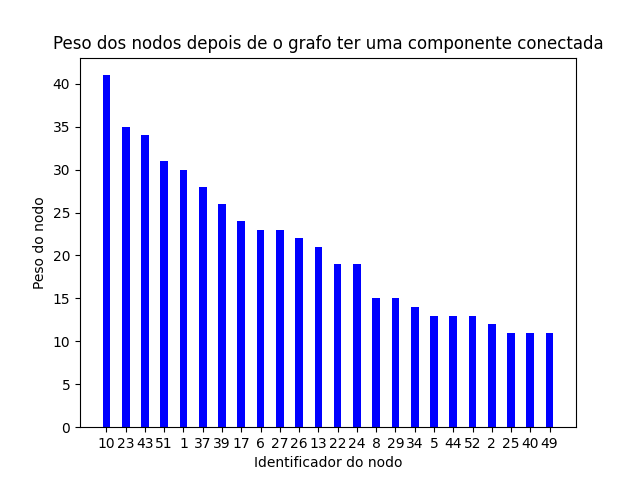 Peso dos nodos depois de o grafo ter uma componente conectada
Peso do nodo
40
35
30
25
20
15
10
5
0
10 23 43 51 1 37 39 17 6 27 26 13 22 24 8 29 34 5 44 52 2 25 40 49
Identificador do nodo